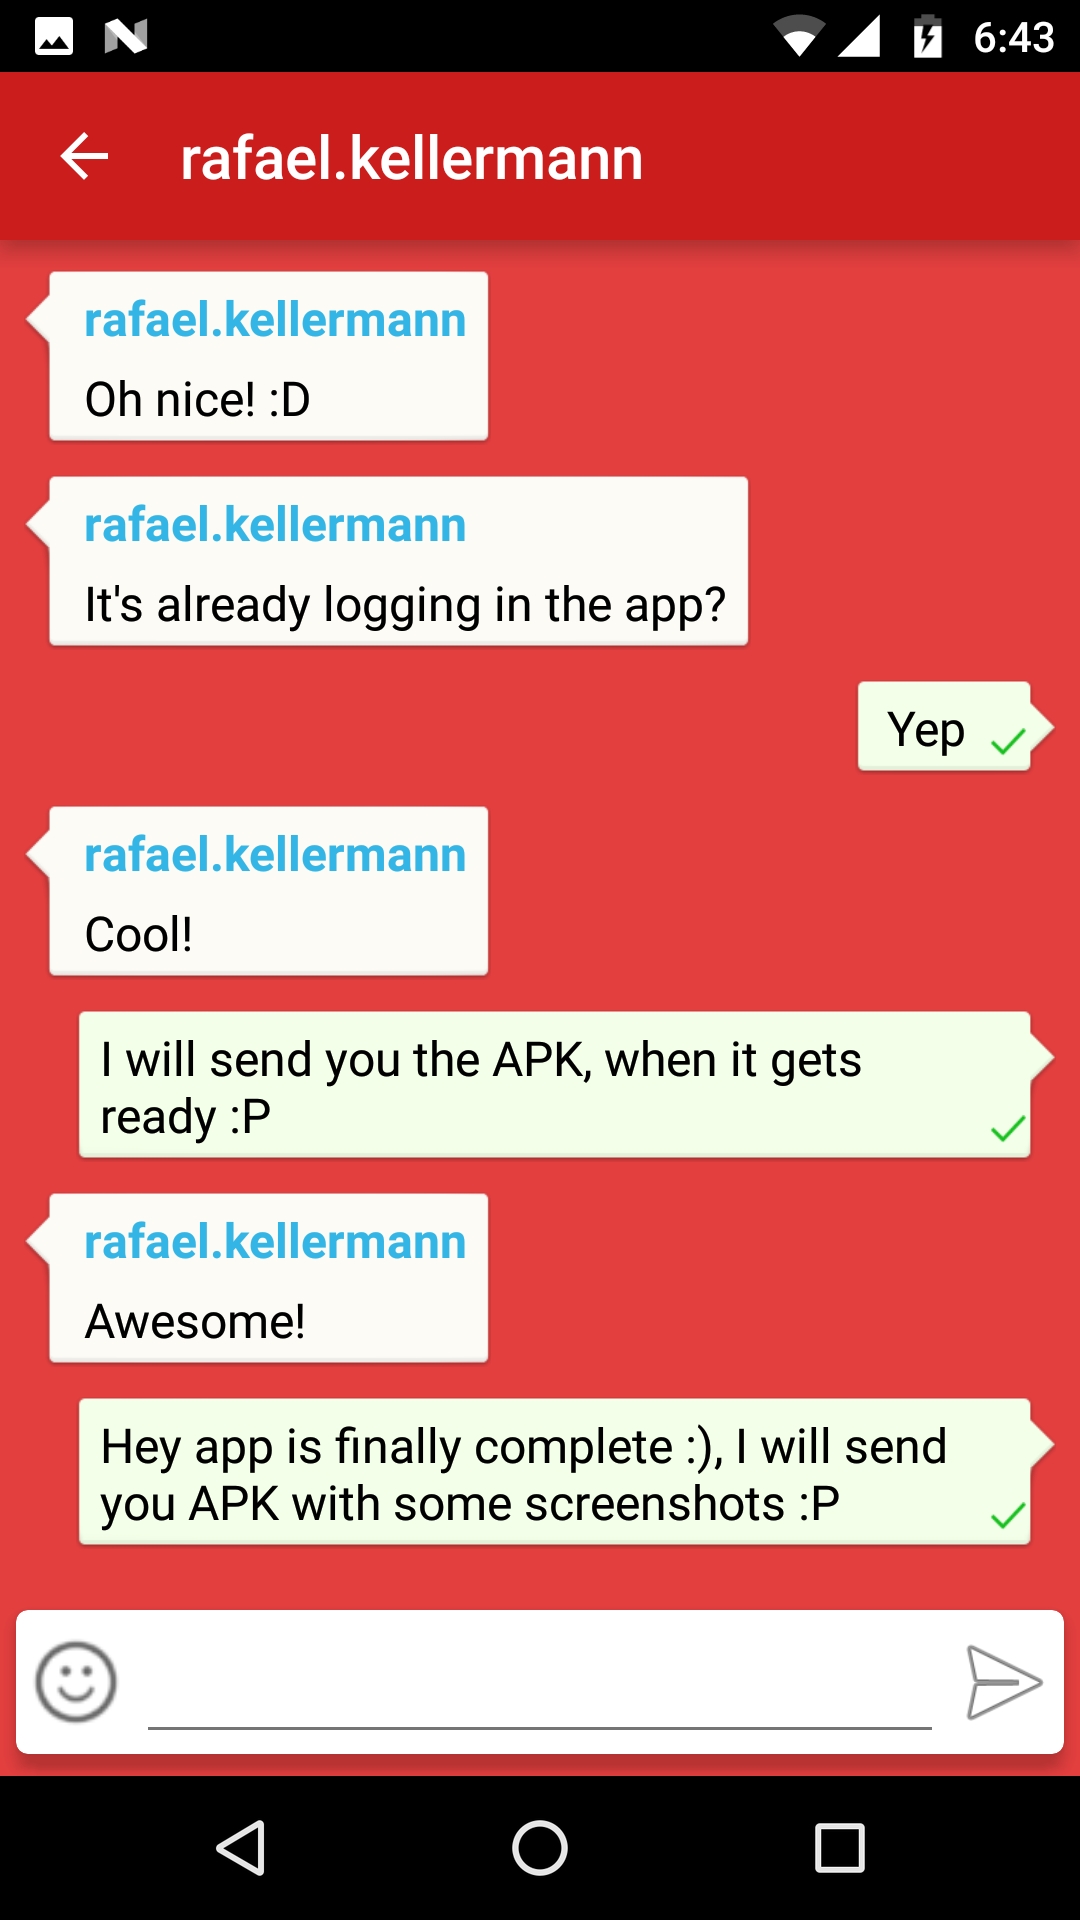 6:43
rafael.kellermann
rafael.kellermann
Oh nice! :D
rafael.kellermann
It's already logging in the app?
Yep
rafael.kellermann
Cool!
I will send you the APK, when it gets
ready :P
rafael.kellermann
Awesome!
Hey app is finally complete :), I will send
you APK with some screenshots :P